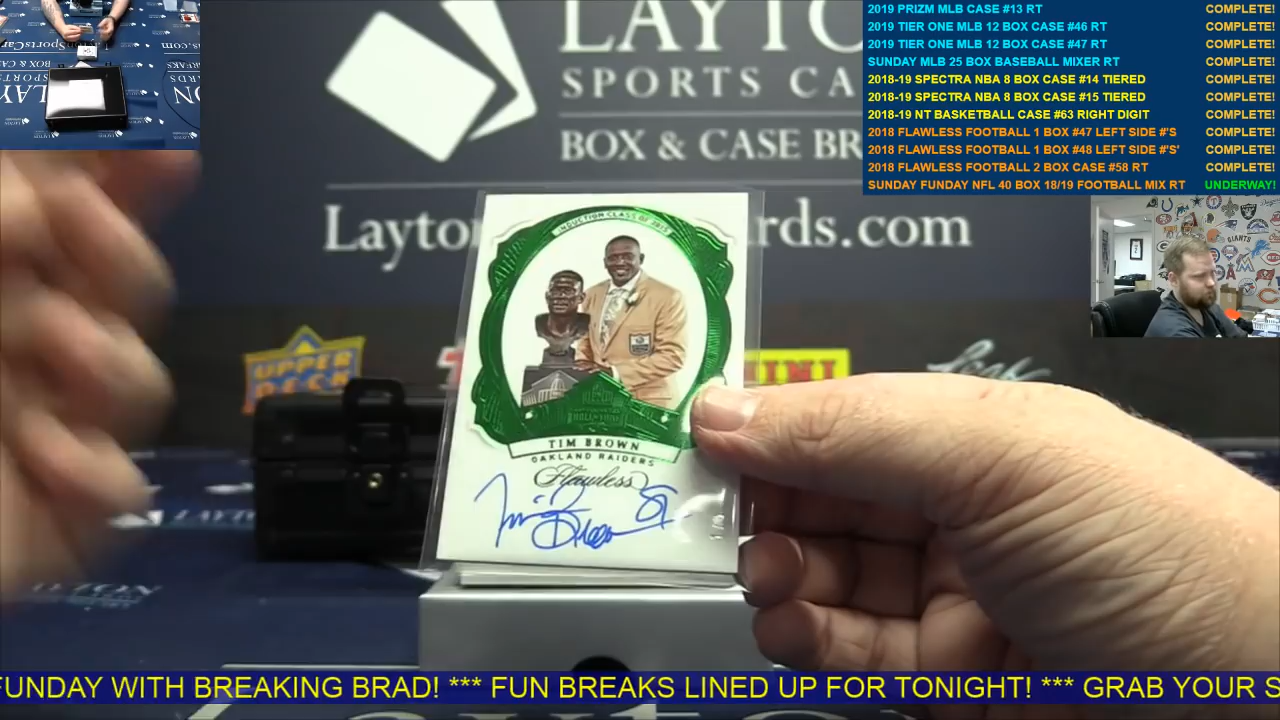 2019 PRIZM MLB CASE #13 RT COMPLETE!
2019 TIER ONE MLB 12 BOX CASE #46 RT COMPLETE!
2019 TIER ONE MLB 12 BOX CASE #47 RT COMPLETE!
SUNDAY MLB 25 BOX BASEBALL MIXER RT COMPLETE!
2018-19 SPECTRA NBA 8 BOX CASE #14 TIERED COMPLETE!
2018-19 SPECTRA NBA 8 BOX CASE #15 TIERED COMPLETE!
2018-19 NT BASKETBALL CASE #63 RIGHT DIGIT COMPLETE!
2018 FLAWLESS FOOTBALL 1 BOX #47 LEFT SIDE #'S COMPLETE!
2018 FLAWLESS FOOTBALL 1 BOX #48 LEFT SIDE #'S' COMPLETE!
2018 FLAWLESS FOOTBALL 2 BOX CASE #58 RT COMPLETE!
SUNDAY FUNDAY NFL 40 BOX 18/19 FOOTBALL MIX RT UNDERWAY!
LAYTO
SPORTS CA
BOX & CASE BR
Layton rds.com
GIANTS
UPPER DECK
PANINI
Leaf
INDUCTION CLASS OF 2015
TIM BROWN
OAKLAND RAIDERS
Flawless
Tim Brown 81
FUNDAY WITH BREAKING BRAD! *** FUN BREAKS LINED UP FOR TONIGHT! *** GRAB YOUR S